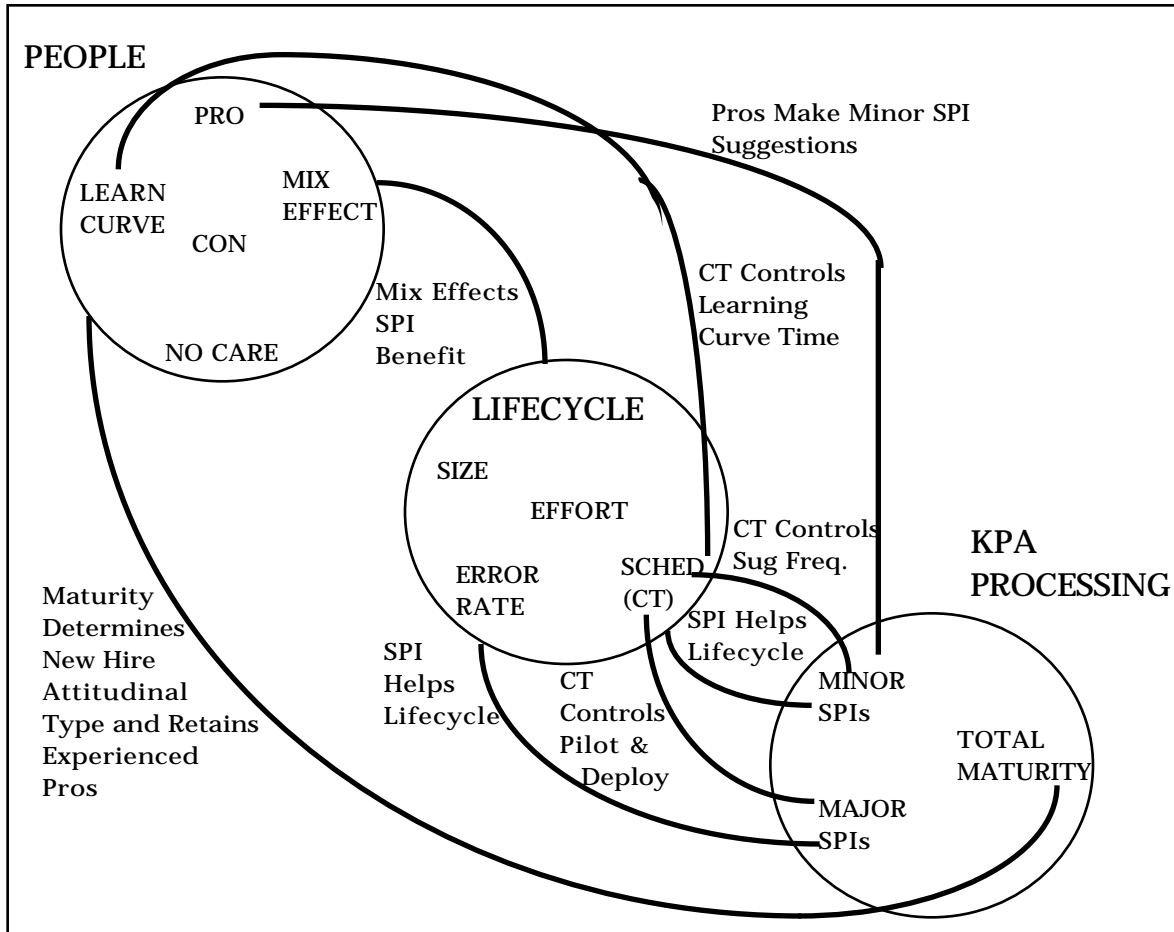 PEOPLE
PRO
LEARN
CURVE
MIX
EFFECT
CON
NO CARE
Pros Make Minor SPI
Suggestions
CT Controls
Learning
Curve Time
Mix Effects
SPI
Benefit
LIFECYCLE
SIZE
EFFORT
ERROR
RATE
SCHED
(CT)
CT Controls
Sug Freq.
KPA
PROCESSING
SPI Helps
Lifecycle
Maturity
Determines
New Hire
Attitudinal
Type and Retains
Experienced
Pros
SPI
Helps
Lifecycle
CT
Controls
Pilot &
Deploy
MINOR
SPIs
TOTAL
MATURITY
MAJOR
SPIs